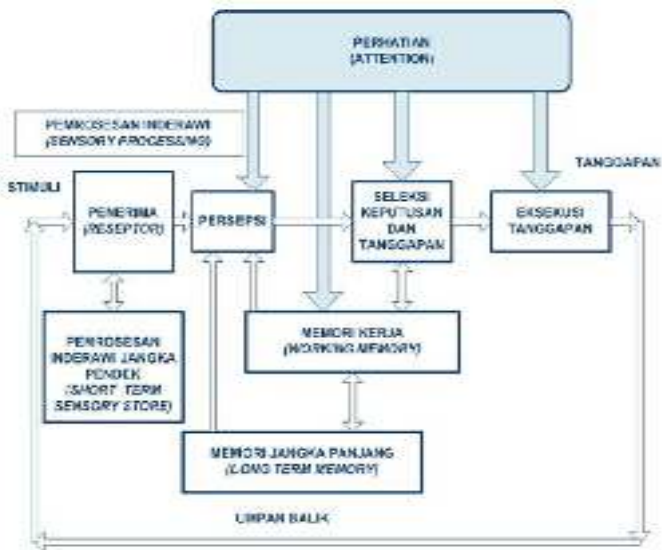 PERHATIAN
(ATTENTION)
PEMROSESAN INDERAWI
(SENSORY PROCESSING)
TANGGAPAN
STIMULI
PENERIMA
(RESEPTOR)
PERSEPSI
SELEKSI
KEPUTUSAN
DAN
TANGGAPAN
EKSEKUSI
TANGGAPAN
PEMROSESAN
INDERAWI JANGKA
PENDEK
(SHORT TERM
SENSORY STORE)
MEMORI KERJA
(WORKING MEMORY)
MEMORI JANGKA PANJANG
(LONG TERM MEMORY)
UMPAN BALIK